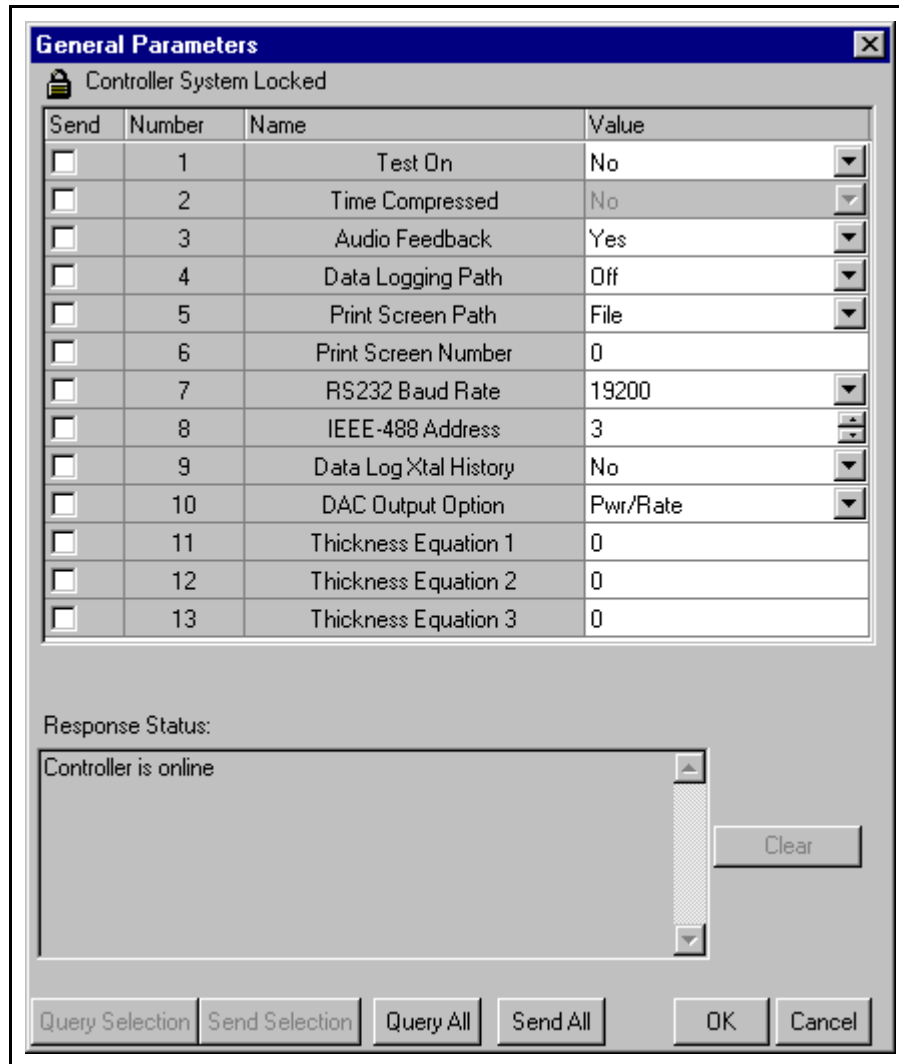 General Parameters
Controller System Locked
Send Number Name Value
1 Test On No
2 Time Compressed No
3 Audio Feedback Yes
4 Data Logging Path Off
5 Print Screen Path File
6 Print Screen Number 0
7 RS232 Baud Rate 19200
8 IEEE-488 Address 3
9 Data Log Xtal History No
10 DAC Output Option Pwr/Rate
11 Thickness Equation 1 0
12 Thickness Equation 2 0
13 Thickness Equation 3 0
Response Status:
Controller is online
Clear
Query Selection Send Selection Query All Send All OK Cancel